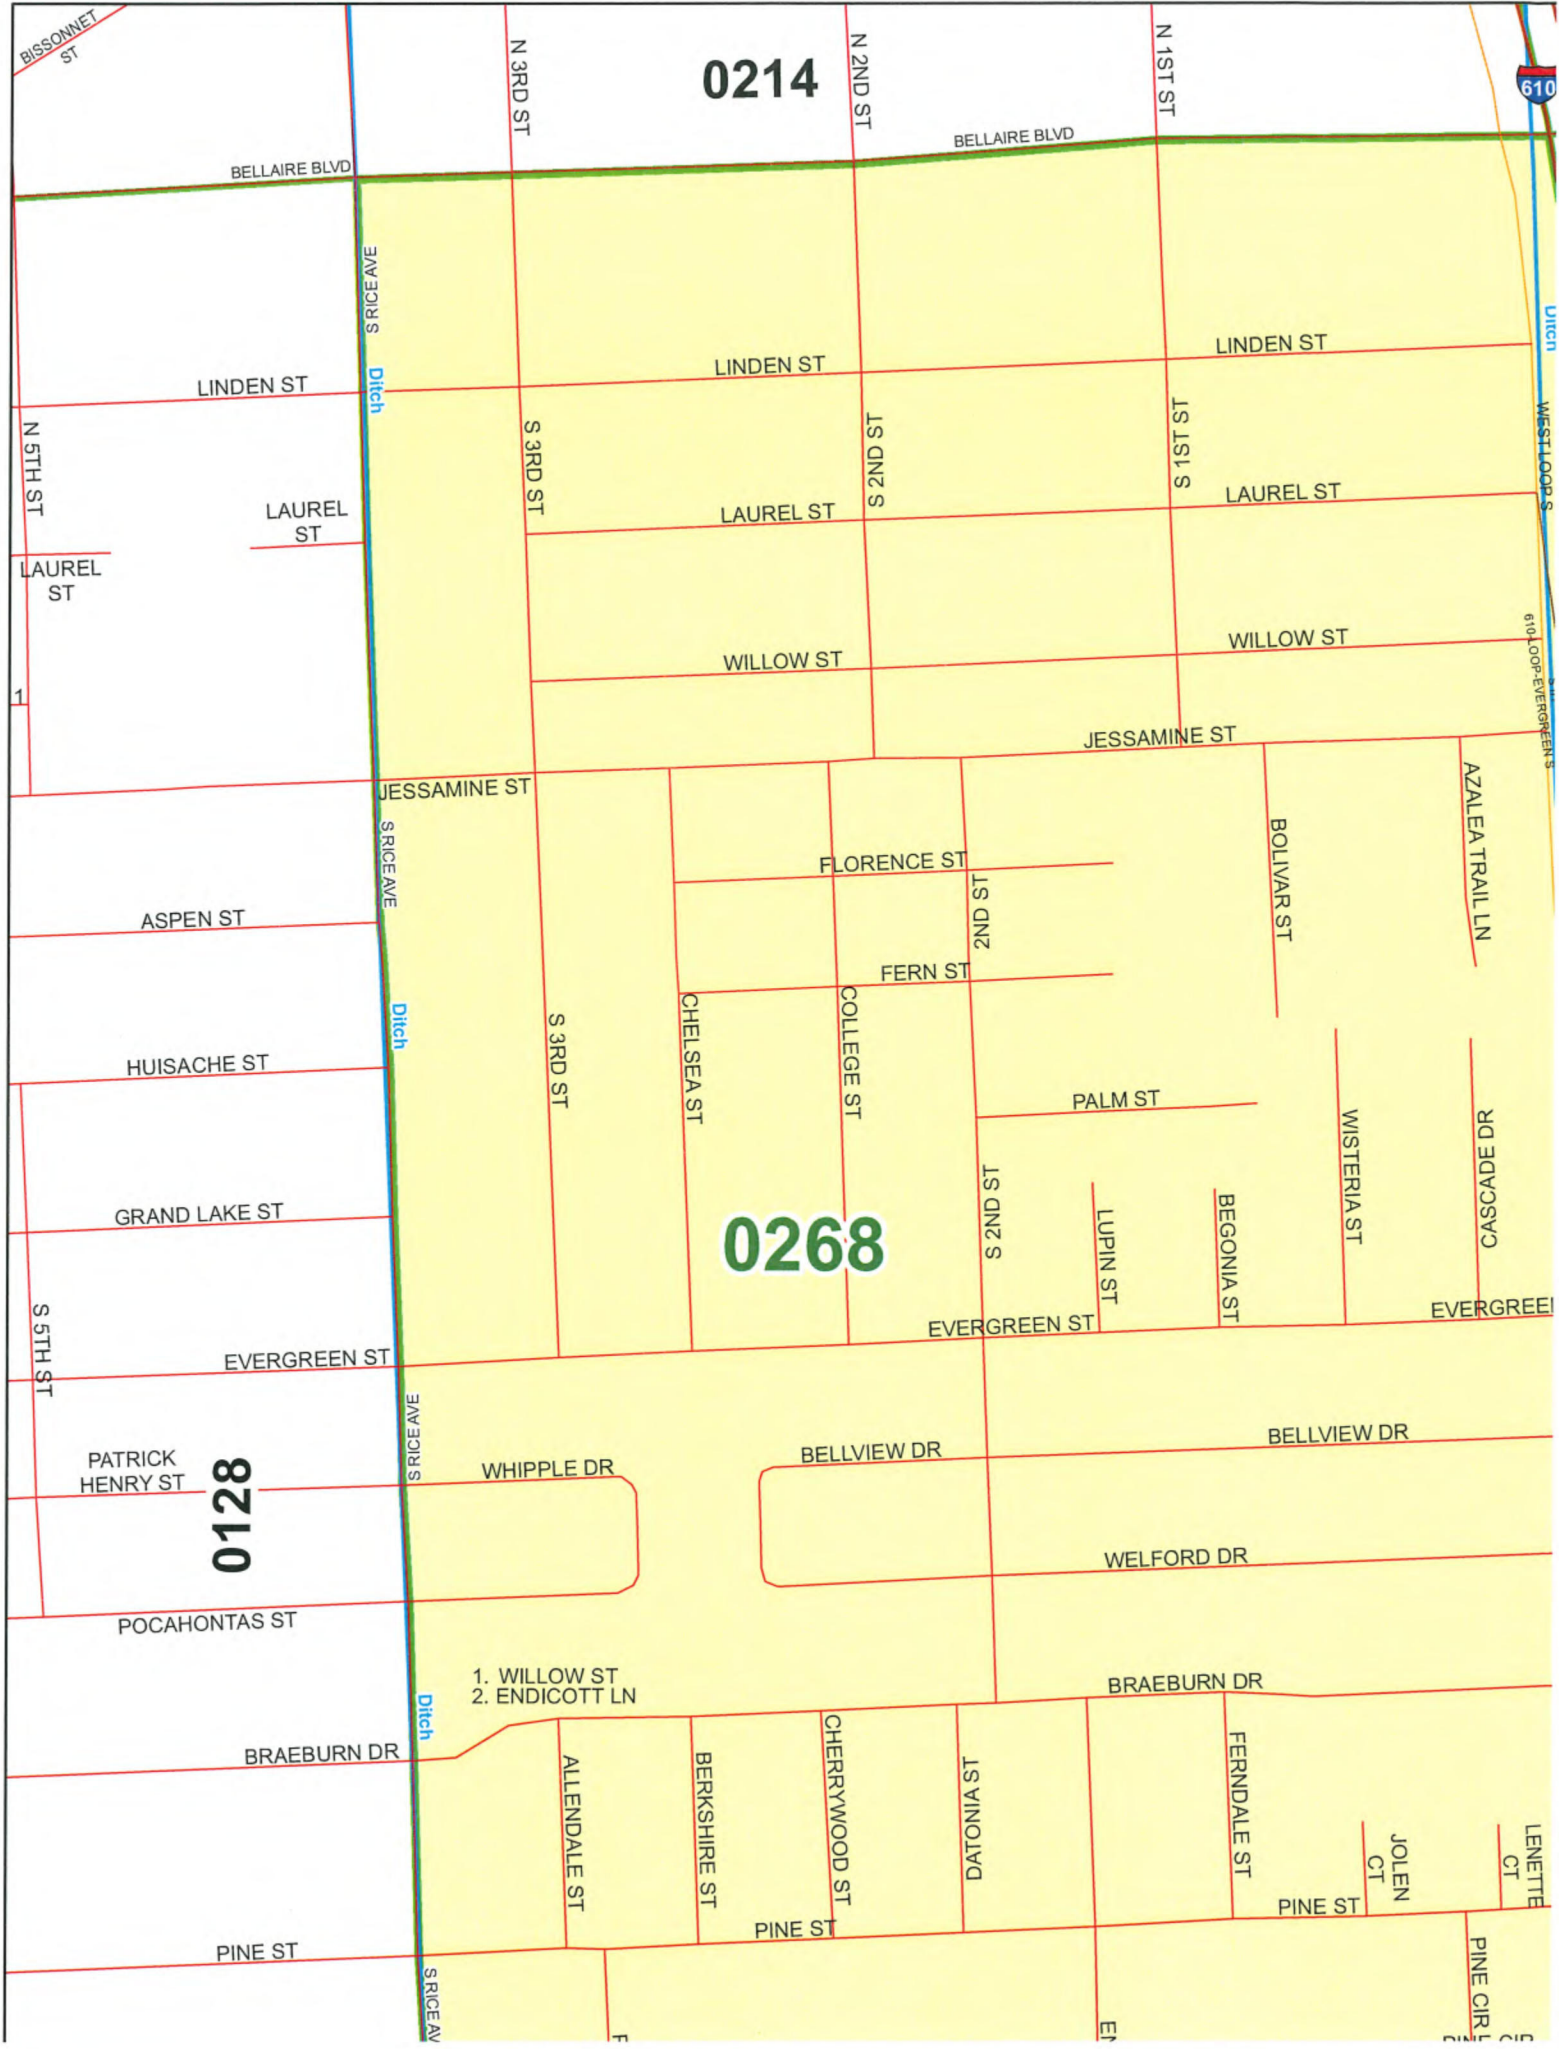 BISSONNET
ST
N 3RD ST
0214
N 2ND ST
N 1ST ST
610
BELLAIRE BLVD
BELLAIRE BLVD
S RICE AVE
Ditch
LINDEN ST
LINDEN ST
LINDEN ST
Ditch
N 5TH ST
S 3RD ST
S 2ND ST
S 1ST ST
WEST LOOP S
LAUREL
ST
LAUREL ST
LAUREL ST
LAUREL
ST
WILLOW ST
WILLOW ST
610-LOOP-EVERGREEN S
1
JESSAMINE ST
JESSAMINE ST
S RICE AVE
FLORENCE ST
2ND ST
BOLIVAR ST
AZALEA TRAIL LN
ASPEN ST
FERN ST
Ditch
S 3RD ST
CHELSEA ST
COLLEGE ST
HUISACHE ST
PALM ST
WISTERIA ST
CASCADE DR
GRAND LAKE ST
0268
S 2ND ST
LUPIN ST
BEGONIA ST
S 5TH ST
EVERGREEN ST
EVERGREEN ST
EVERGREE
S RICE AVE
PATRICK
HENRY ST
0128
WHIPPLE DR
BELLVIEW DR
BELLVIEW DR
WELFORD DR
POCAHONTAS ST
1. WILLOW ST
2. ENDICOTT LN
Ditch
BRAEBURN DR
BRAEBURN DR
ALLENDALE ST
BERKSHIRE ST
CHERRYWOOD ST
DATONIA ST
FERNDALE ST
JOLEN
CT
LENETTE
CT
PINE ST
PINE ST
PINE ST
S RICE AV
PINE CIR